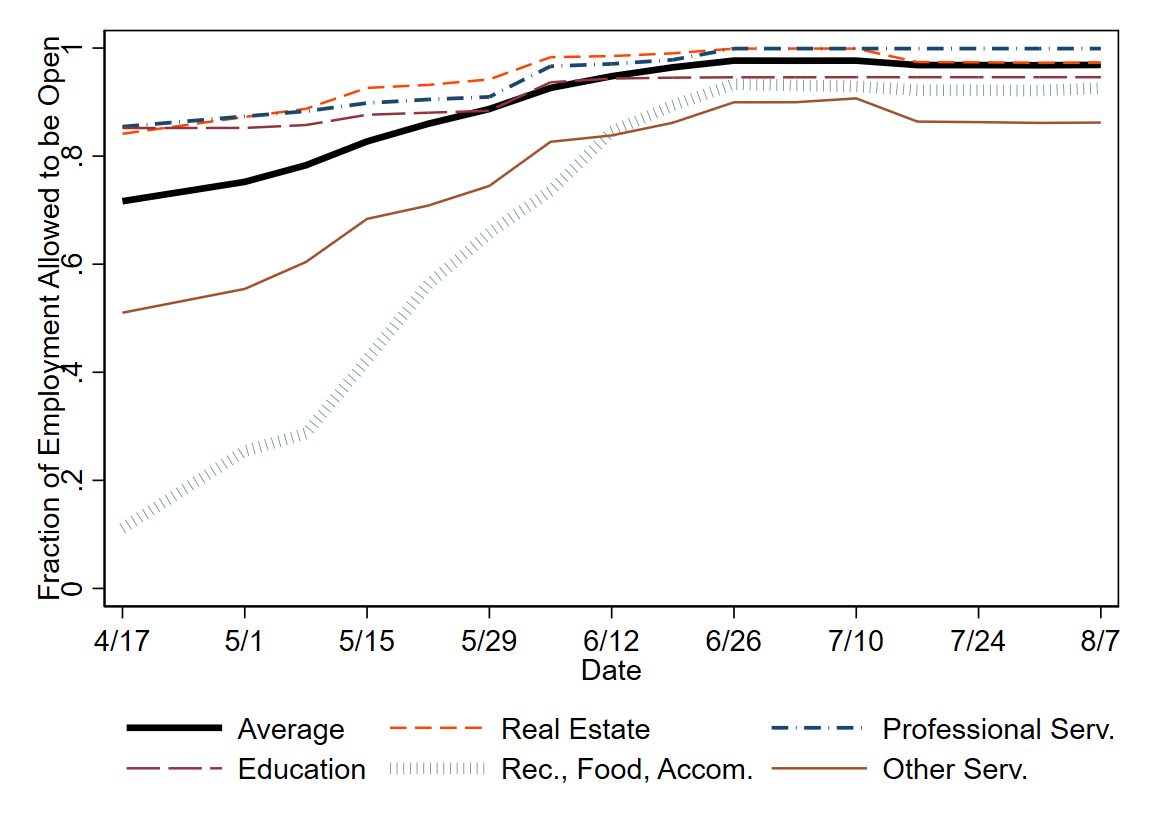 Fraction of Employment Allowed to be Open
1
.8
.6
.4
.2
0
4/17 5/1 5/15 5/29 6/12 6/26 7/10 7/24 8/7
Date
Average Real Estate Professional Serv.
Education Rec., Food, Accom. Other Serv.